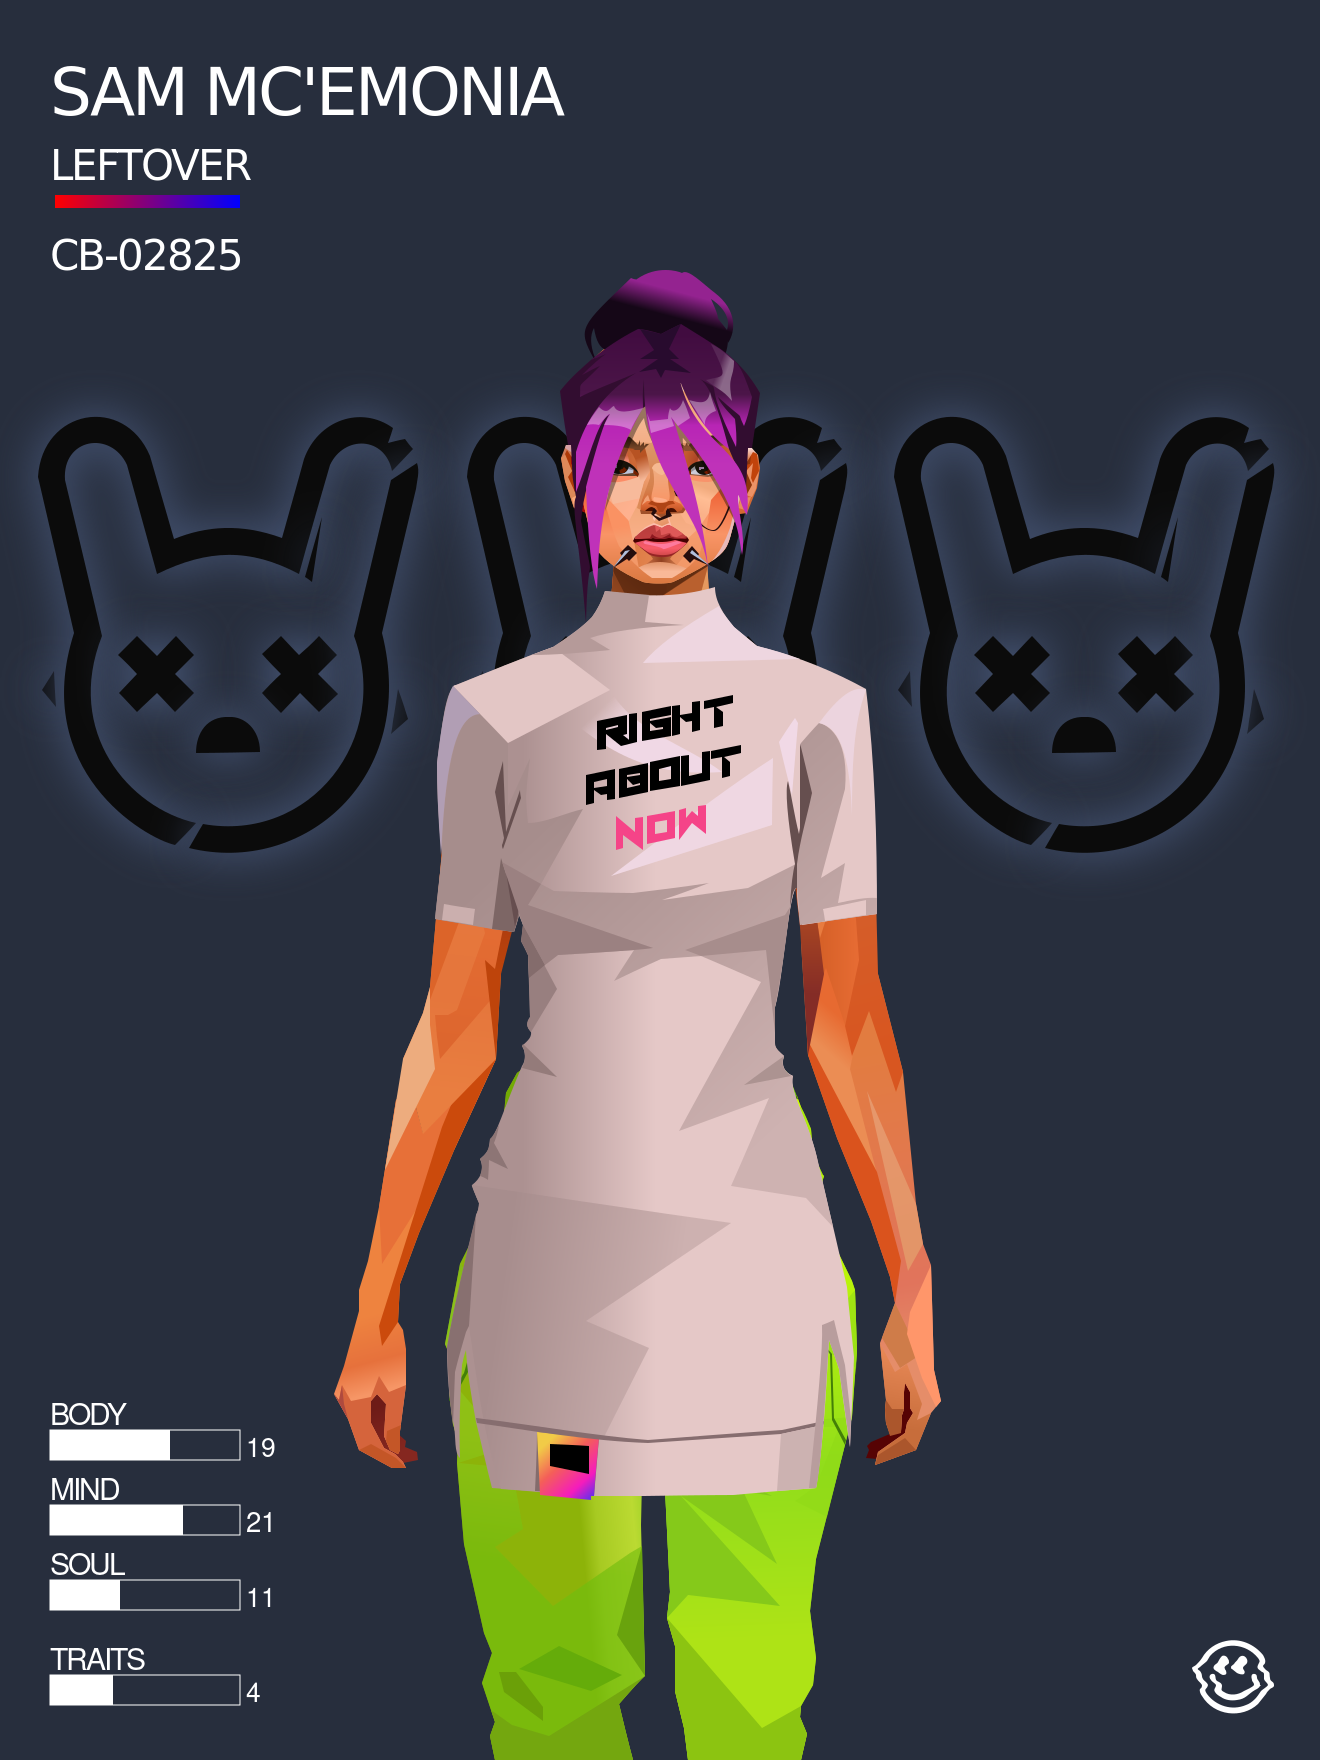 SAM MC'EMONIA
LEFTOVER
CB-02825
RIGHT
ABOUT
NOW
BODY
19
MIND
21
SOUL
11
TRAITS
4